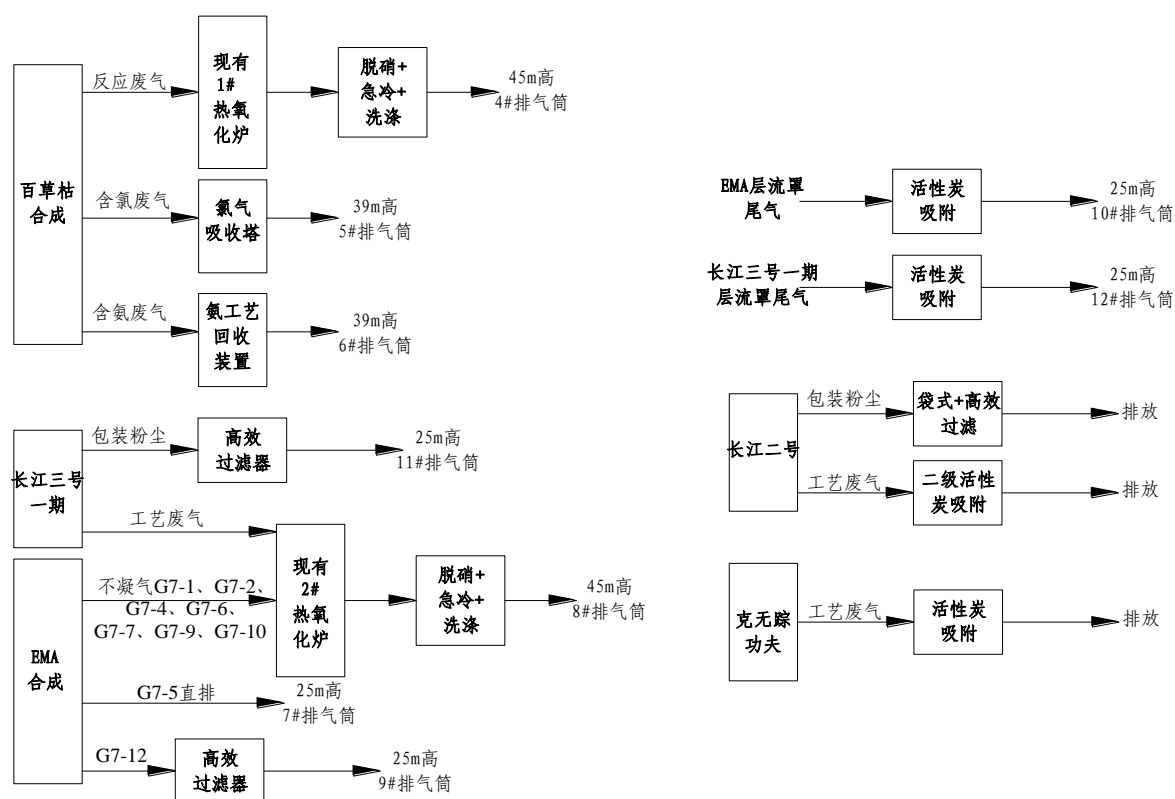 百草枯
合成
反应废气
现有
1#
热氧
化炉
脱硝+
急冷+
洗涤
45m高
4#排气筒
含氯废气
氯气
吸收塔
39m高
5#排气筒
含氨废气
氨工艺
回收
装置
39m高
6#排气筒
长江三号
一期
包装粉尘
高效
过滤器
25m高
11#排气筒
工艺废气
EMA
合成
不凝气G7-1、G7-2、
G7-4、G7-6、
G7-7、G7-9、G7-10
现有
2#
热氧
化炉
脱硝+
急冷+
洗涤
45m高
8#排气筒
G7-5直排
25m高
7#排气筒
G7-12
高效
过滤器
25m高
9#排气筒
EMA层流罩
尾气
活性炭
吸附
25m高
10#排气筒
长江三号一期
层流罩尾气
活性炭
吸附
25m高
12#排气筒
长江二号
包装粉尘
袋式+高效
过滤
排放
工艺废气
二级活性
炭吸附
排放
克无踪
功夫
工艺废气
活性炭
吸附
排放